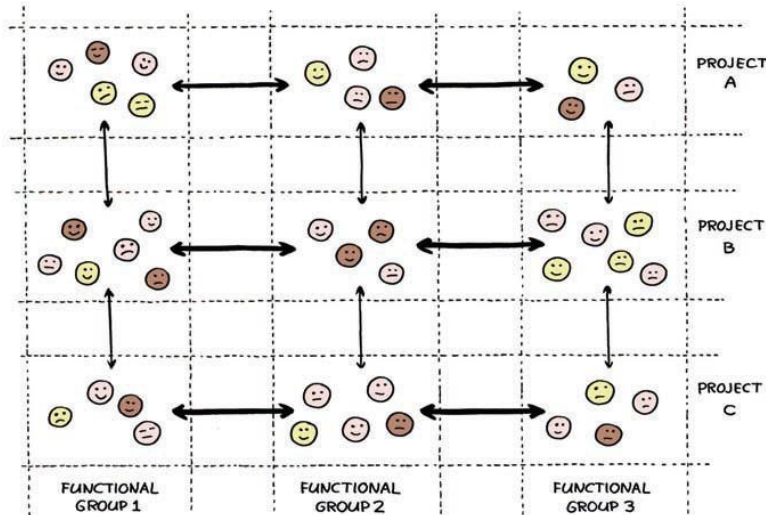 PROJECT
A
PROJECT
B
PROJECT
C
FUNCTIONAL
GROUP 1
FUNCTIONAL
GROUP 2
FUNCTIONAL
GROUP 3